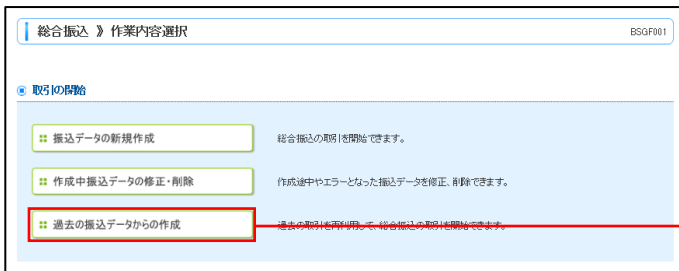 総合振込 》作業内容選択 BSGF001
取引の開始
振込データの新規作成 総合振込の取引を開始できます。
作成中振込データの修正・削除 作成途中やエラーとなった振込データを修正、削除できます。
過去の振込データからの作成 過去の取引を再利用して、総合振込の取引を開始できます。